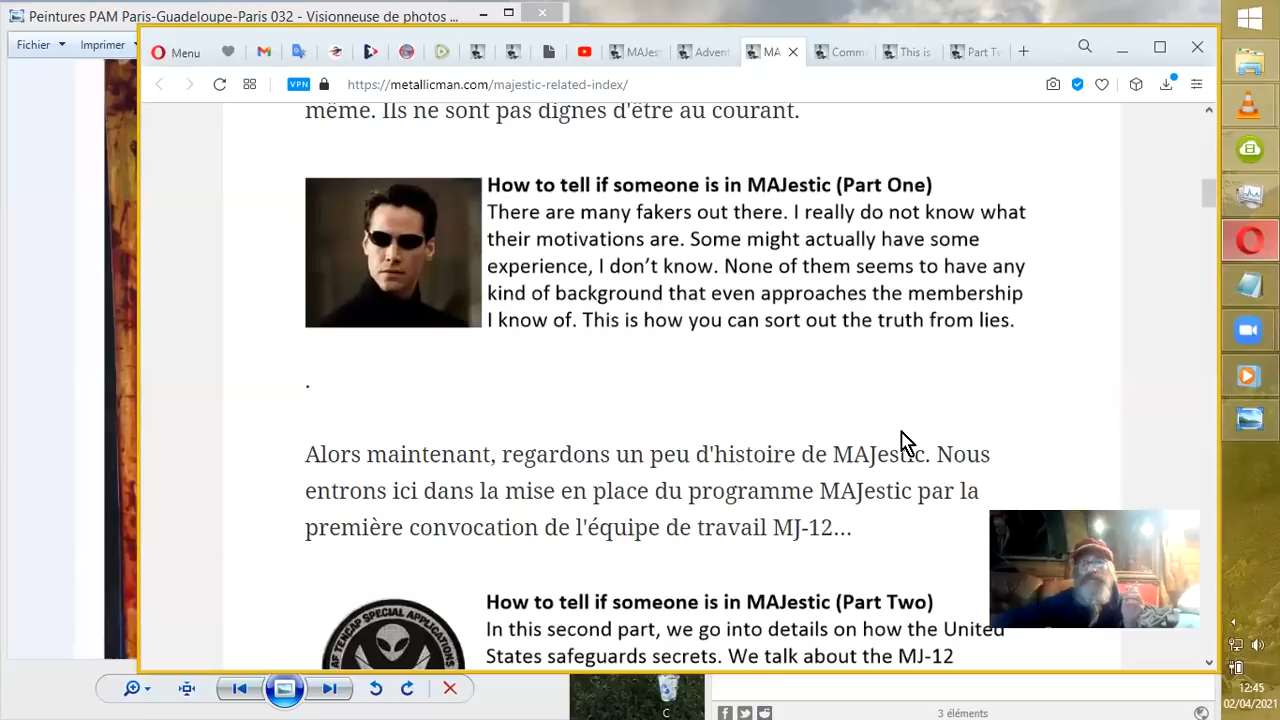 Peintures PAM Paris-Guadeloupe-Paris 032 - Visionneuse de photos ...
Fichier
Imprimer
Menu
MAJes
Advent
MA
Comm
This is
Part Tv
VPN
https://metallicman.com/majestic-related-index/
même. Ils ne sont pas dignes d'être au courant.
How to tell if someone is in MAJestic (Part One)
There are many fakers out there. I really do not know what
their motivations are. Some might actually have some
experience, I don't know. None of them seems to have any
kind of background that even approaches the membership
I know of. This is how you can sort out the truth from lies.
.
Alors maintenant, regardons un peu d'histoire de MAJestic. Nous
entrons ici dans la mise en place du programme MAJestic par la
première convocation de l'équipe de travail MJ-12...
How to tell if someone is in MAJestic (Part Two)
In this second part, we go into details on how the United
States safeguards secrets. We talk about the MJ-12
AFTENCAP SPECIAL APPLICATIONS
C
3 éléments
12:45
02/04/2021